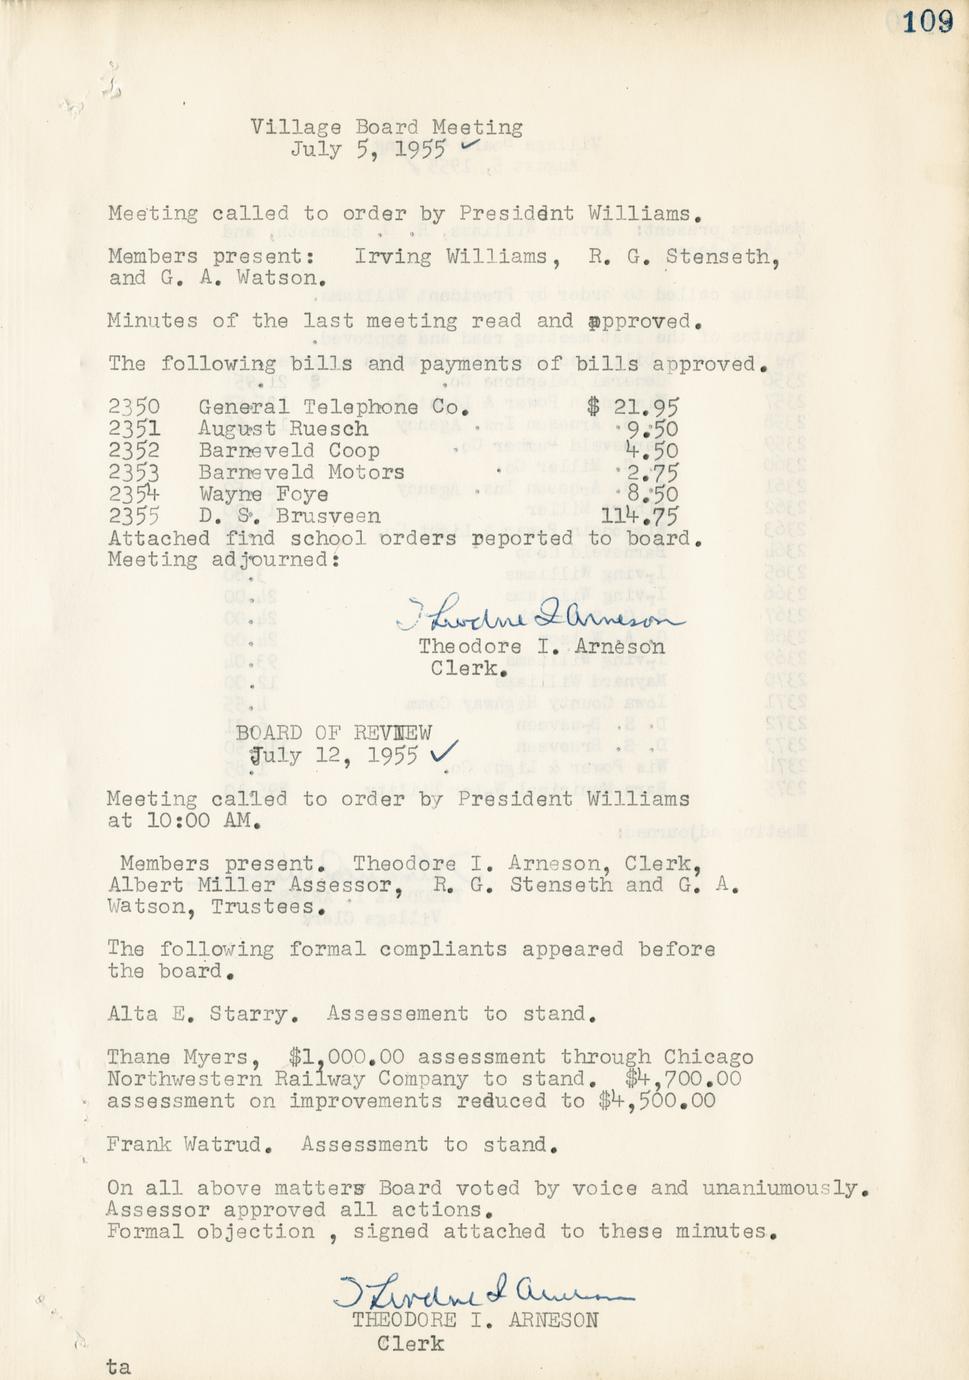 109
Village Board Meeting
July 5, 1955 ✓
Meeting called to order by President Williams.
Members present: Irving Williams, R. G. Stenseth,
and G. A. Watson.
Minutes of the last meeting read and approved.
The following bills and payments of bills approved.
2350 General Telephone Co. $ 21.95
2351 August Ruesch 9.50
2352 Barneveld Coop 4.50
2353 Barneveld Motors 2.75
2354 Wayne Foye 8.50
2355 D. S. Brusveen 114.75
Attached find school orders reported to board.
Meeting adjourned:
Theodore I Arneson
Theodore I. Arneson
Clerk.
BOARD OF REVIEW
July 12, 1955 ✓
Meeting called to order by President Williams
at 10:00 AM.
Members present. Theodore I. Arneson, Clerk,
Albert Miller Assessor, R. G. Stenseth and G. A.
Watson, Trustees.
The following formal compliants appeared before
the board.
Alta E. Starry. Assessement to stand.
Thane Myers, $1,000.00 assessment through Chicago
Northwestern Railway Company to stand. $4,700.00
assessment on improvements reduced to $4,500.00
Frank Watrud. Assessment to stand.
On all above matters Board voted by voice and unaniumously.
Assessor approved all actions.
Formal objection , signed attached to these minutes.
Theodore I Arneson
THEODORE I. ARNESON
Clerk
ta